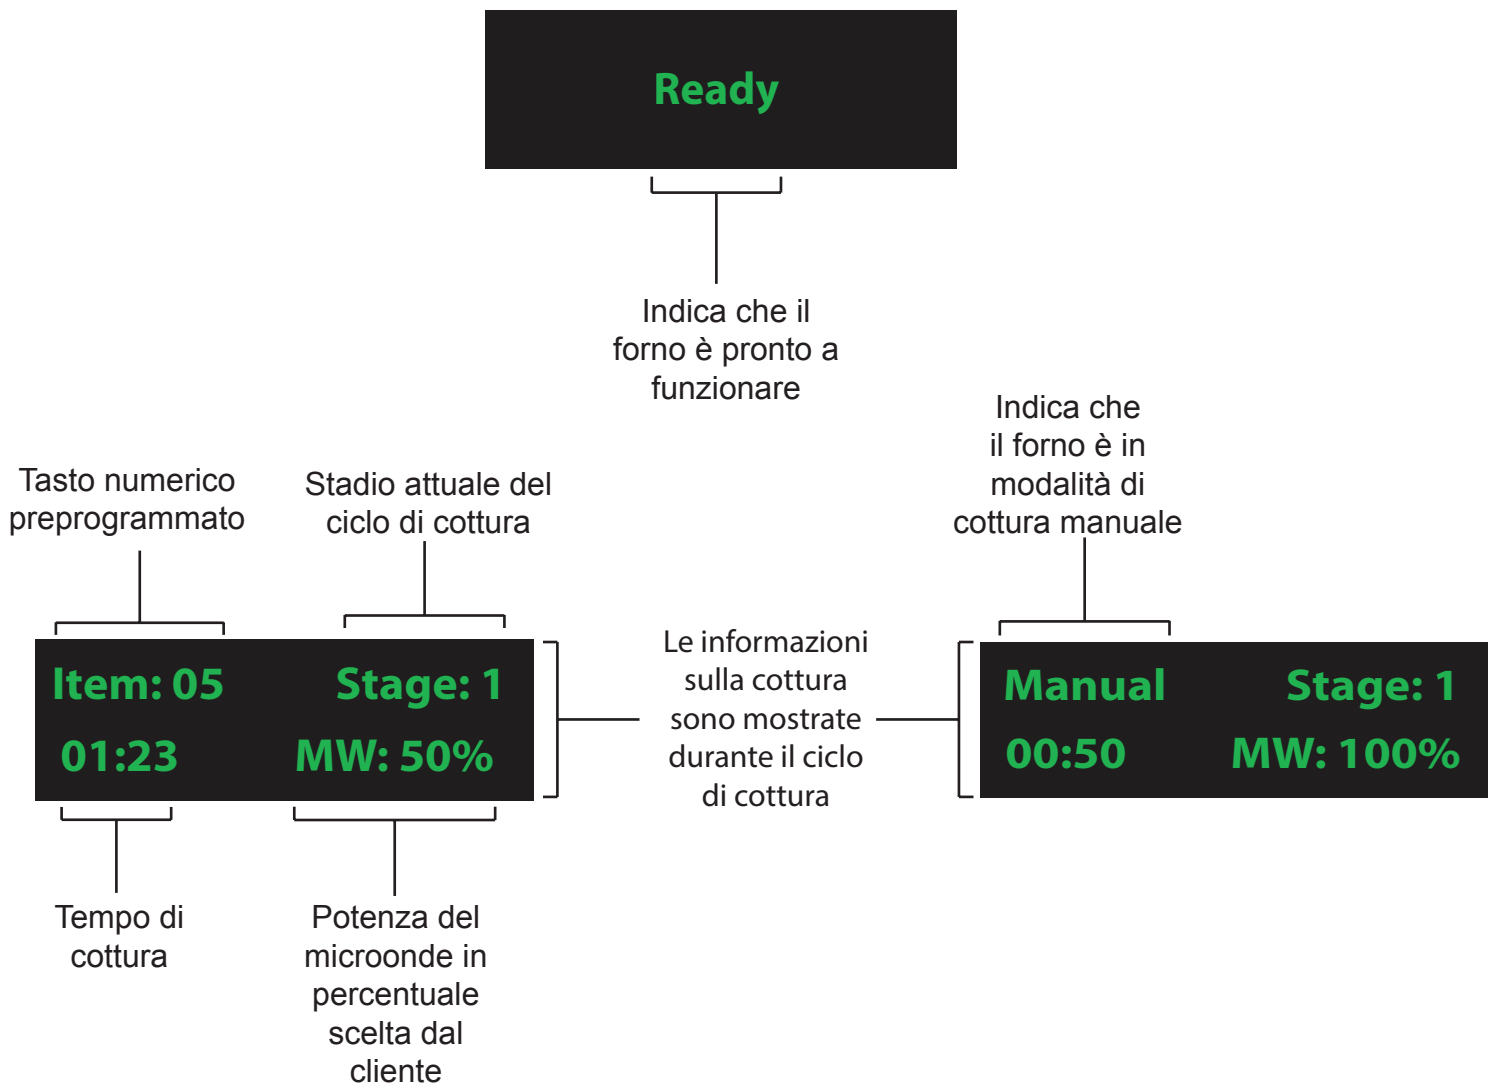 Ready
Indica che il
forno è pronto a
funzionare
Indica che
il forno è in
modalità di
cottura manuale
Tasto numerico
preprogrammato
Stadio attuale del
ciclo di cottura
Item: 05 Stage: 1
01:23 MW: 50%
Le informazioni
sulla cottura
sono mostrate
durante il ciclo
di cottura
Manual Stage: 1
00:50 MW: 100%
Tempo di
cottura
Potenza del
microonde in
percentuale
scelta dal
cliente